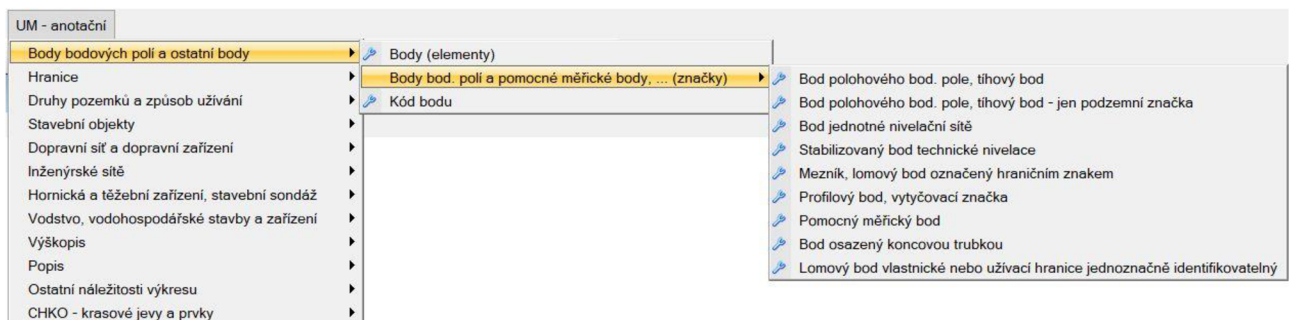 UM - anotační
Body bodových polí a ostatní body
Hranice
Druhy pozemků a způsob užívání
Stavební objekty
Dopravní síť a dopravní zařízení
Inženýrské sítě
Hornická a těžební zařízení, stavební sondáž
Vodstvo, vodohospodářské stavby a zařízení
Výškopis
Popis
Ostatní náležitosti výkresu
CHKO - krasové jevy a prvky
Body (elementy)
Body bod. polí a pomocné měřické body, ... (značky)
Kód bodu
Bod polohového bod. pole, tíhový bod
Bod polohového bod. pole, tíhový bod - jen podzemní značka
Bod jednotné nivelační sítě
Stabilizovaný bod technické nivelace
Mezník, lomový bod označený hraničním znakem
Profilový bod, vytyčovací značka
Pomocný měřický bod
Bod osazený koncovou trubkou
Lomový bod vlastnické nebo užívací hranice jednoznačně identifikovatelný